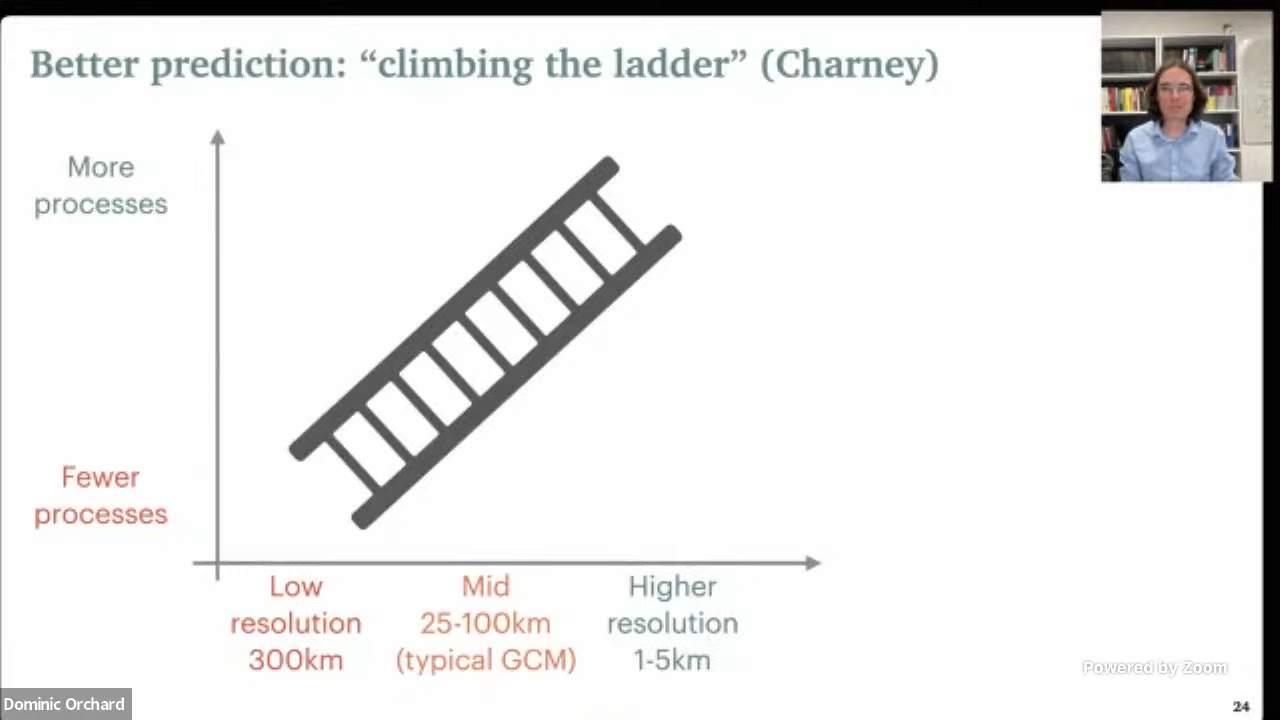 Better prediction: “climbing the ladder” (Charney)
More
processes
Fewer
processes
Low
resolution
300km
Mid
25-100km
(typical GCM)
Higher
resolution
1-5km
Powered by Zoom
Dominic Orchard
24